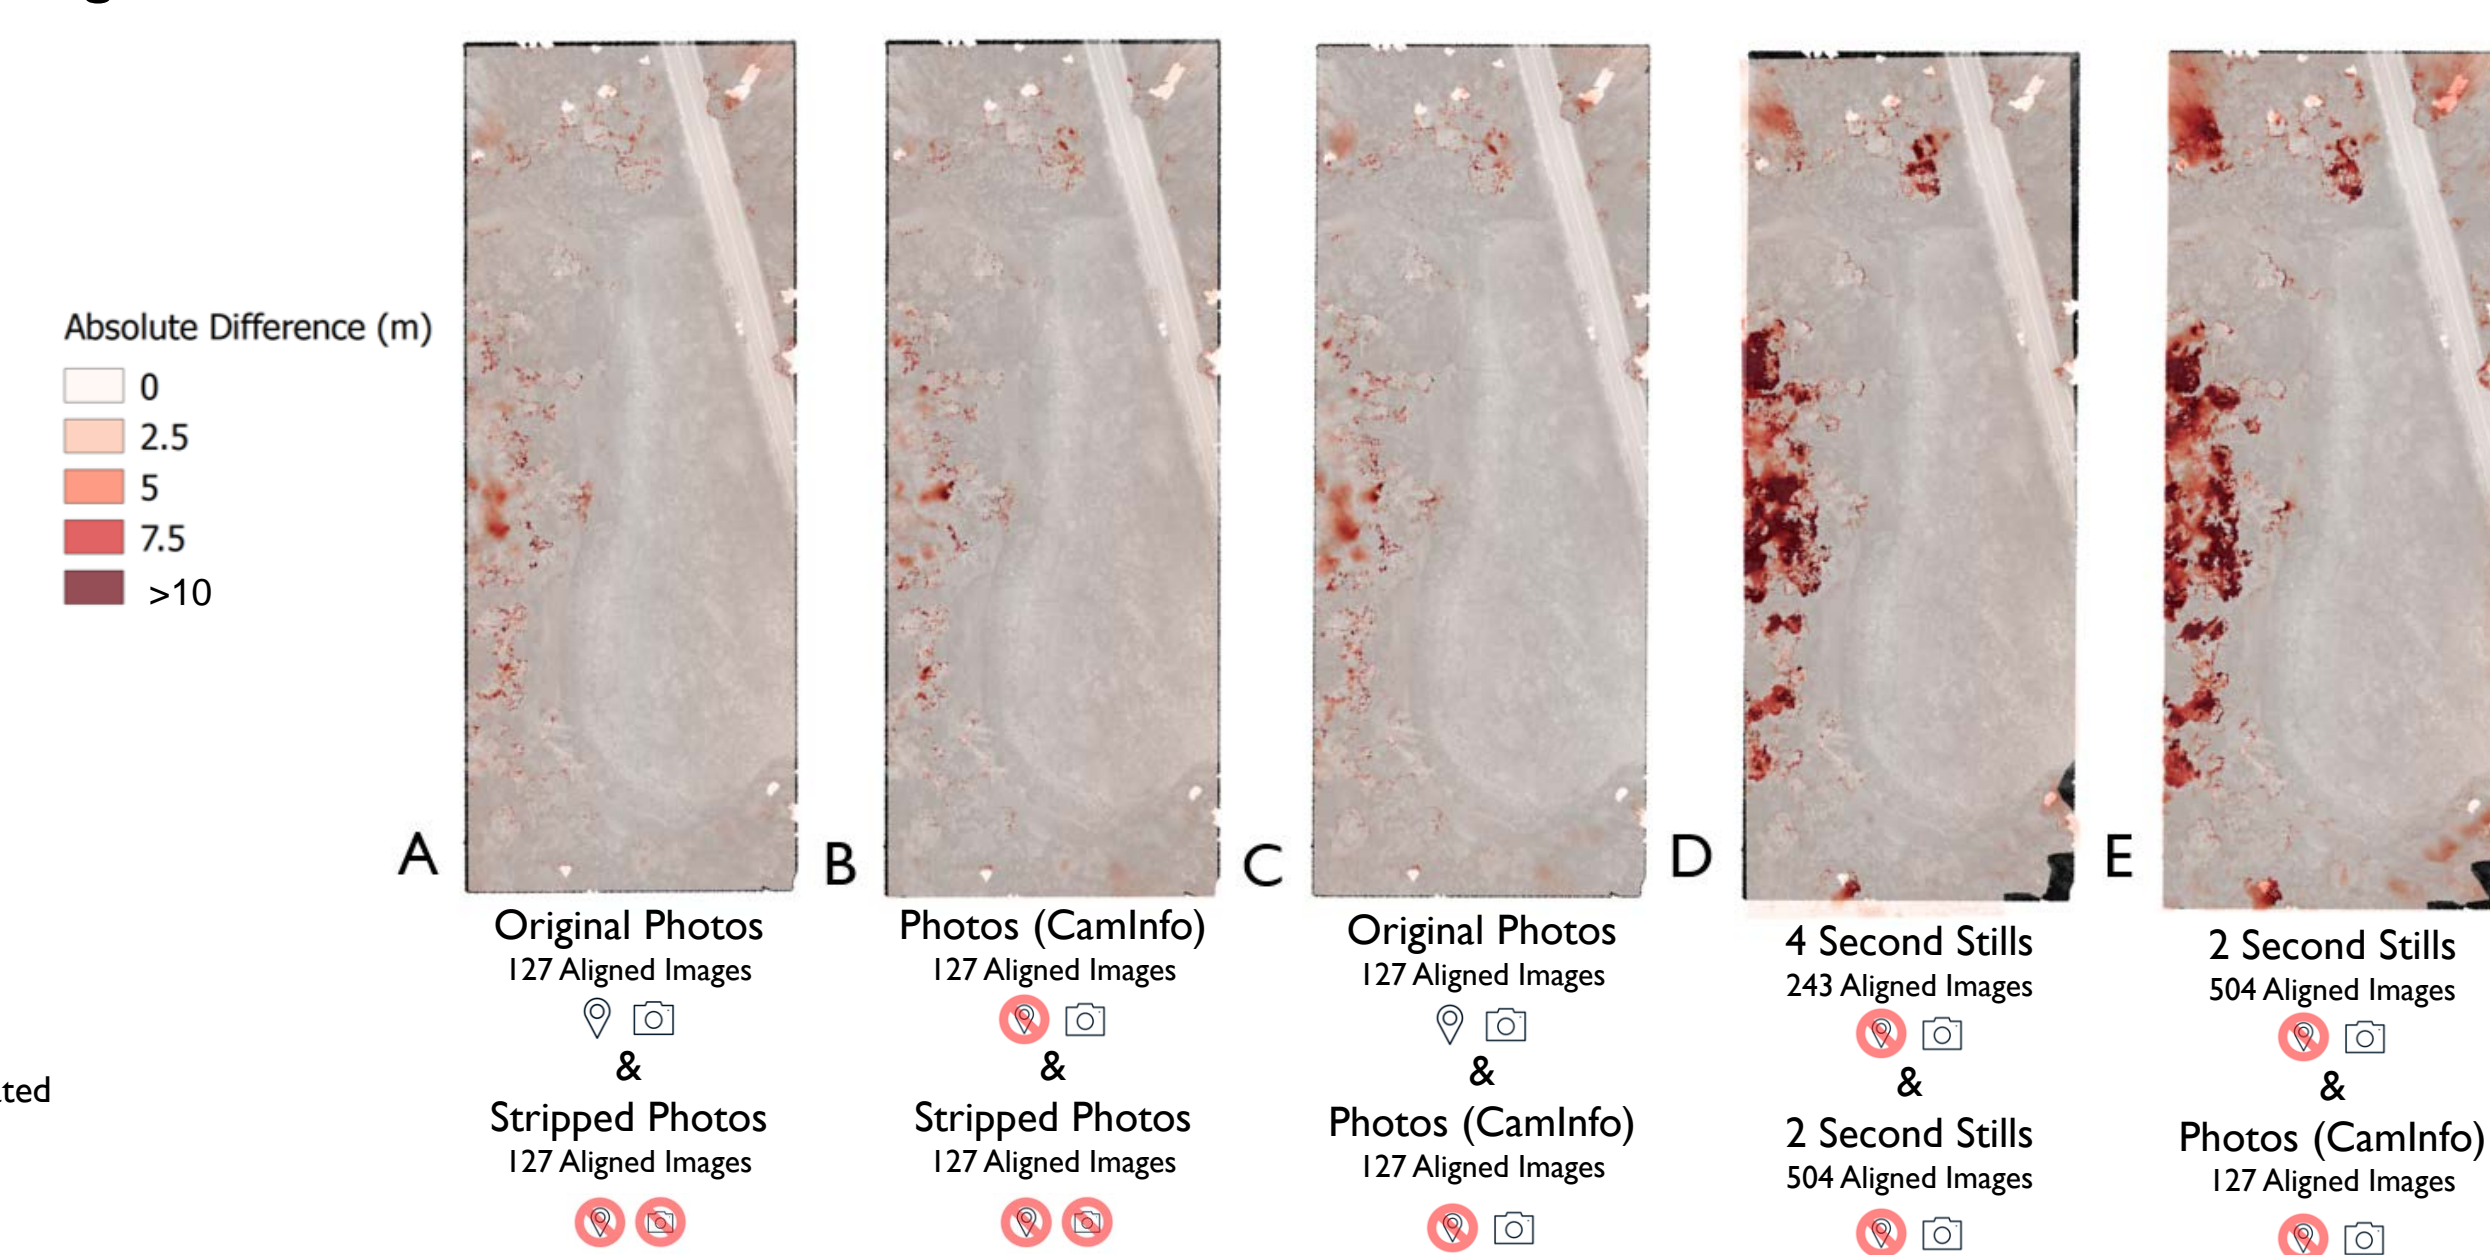 Absolute Difference (m)
0
2.5
5
7.5
>10
A
B
C
D
E
Original Photos
127 Aligned Images
&
Stripped Photos
127 Aligned Images
Photos (CamInfo)
127 Aligned Images
&
Stripped Photos
127 Aligned Images
Original Photos
127 Aligned Images
&
Photos (CamInfo)
127 Aligned Images
4 Second Stills
243 Aligned Images
&
2 Second Stills
504 Aligned Images
2 Second Stills
504 Aligned Images
&
Photos (CamInfo)
127 Aligned Images